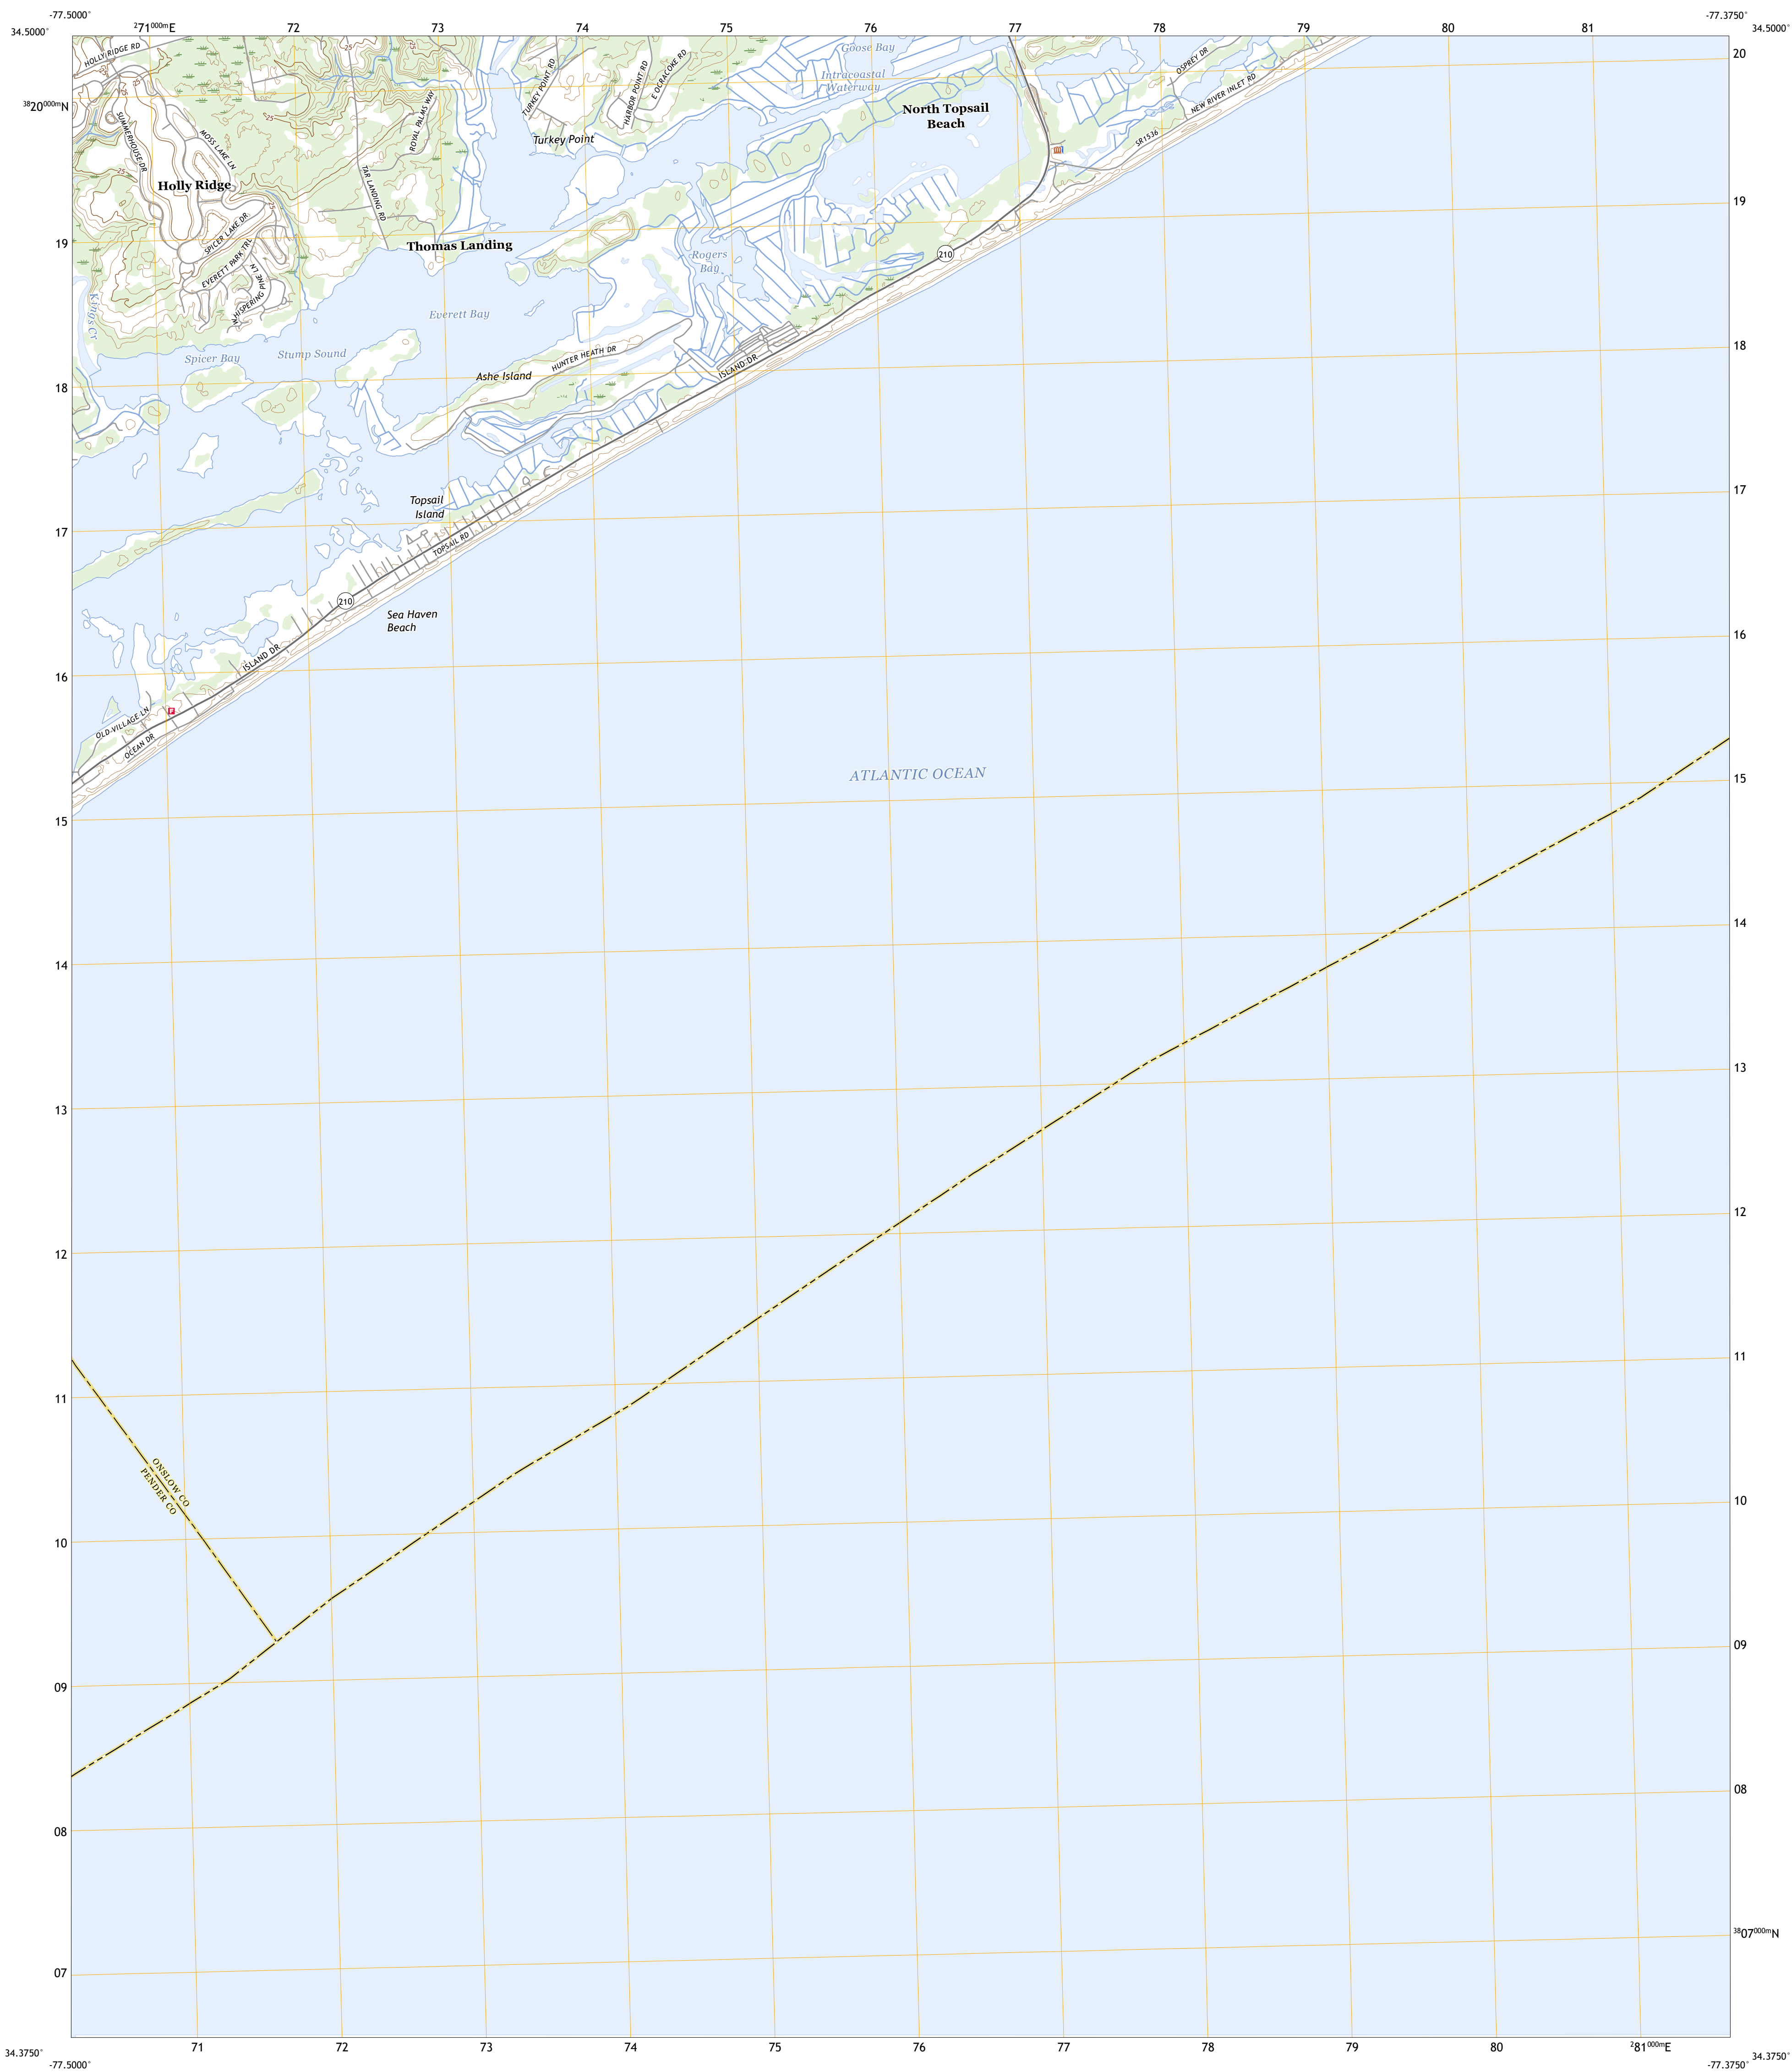 -77.5000°
-77.3750°
34.5000°
²71⁰⁰⁰ᵐE
72
73
74
75
76
77
78
79
80
81
34.5000°
HOLLY RIDGE RD
25
25
25
Goose Bay
OSPREY DR
20
Intracoastal
Waterway
TURKEY POINT RD
HARBOR POINT RD
E OCRACOKE RD
NEW RIVER INLET RD
³⁸20⁰⁰⁰ᵐN
ROYAL PALMS WAY
North Topsail
Beach
25
SUMMERHOUSE DR
MOSS LAKE LN
Turkey Point
SR1536
25
TAR LANDING RD
Holly Ridge
25
19
SPICER LAKE DR
19
Thomas Landing
EVERETT PARK TRL
210
Rogers
Bay
WHISPERING PINE LN
Kings Cr
Everett Bay
Spicer Bay
Stump Sound
HUNTER HEATH DR
18
ISLAND DR
Ashe Island
18
17
Topsail
Island
17
TOPSAIL RD
210
Sea Haven
Beach
16
ISLAND DR
16
OLD VILLAGE LN
OCEAN DR
ATLANTIC OCEAN
15
15
14
14
13
13
12
12
11
11
ONSLOW CO
PENDER CO
10
10
09
09
08
08
³⁸07⁰⁰⁰ᵐN
07
71
72
73
74
75
76
77
78
79
80
²81⁰⁰⁰ᵐE
34.3750°
34.3750°
-77.5000°
-77.3750°